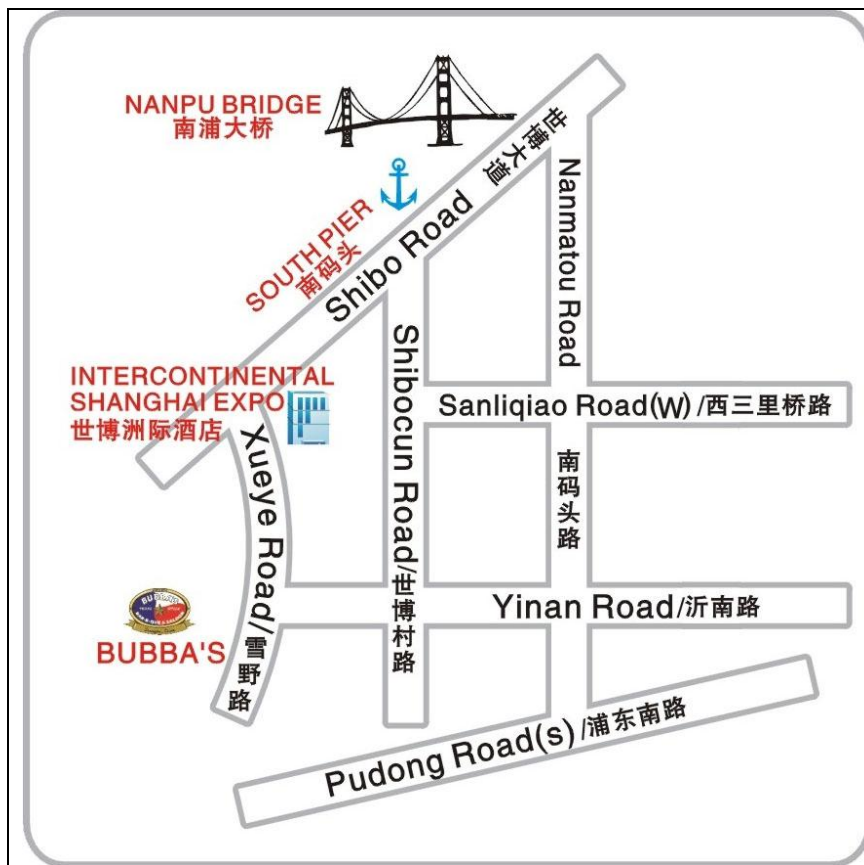 NANPU BRIDGE
南浦大桥
世博大道
SOUTH PIER
南码头
Shibo Road
Nanmatou Road
INTERCONTINENTAL
SHANGHAI EXPO
世博洲际酒店
Sanliqiao Road(W)/西三里桥路
Xueye Road/雪野路
Shibocun Road/世博村路
南码头路
Yinan Road/沂南路
BUBBA'S
Pudong Road(s)/浦东南路